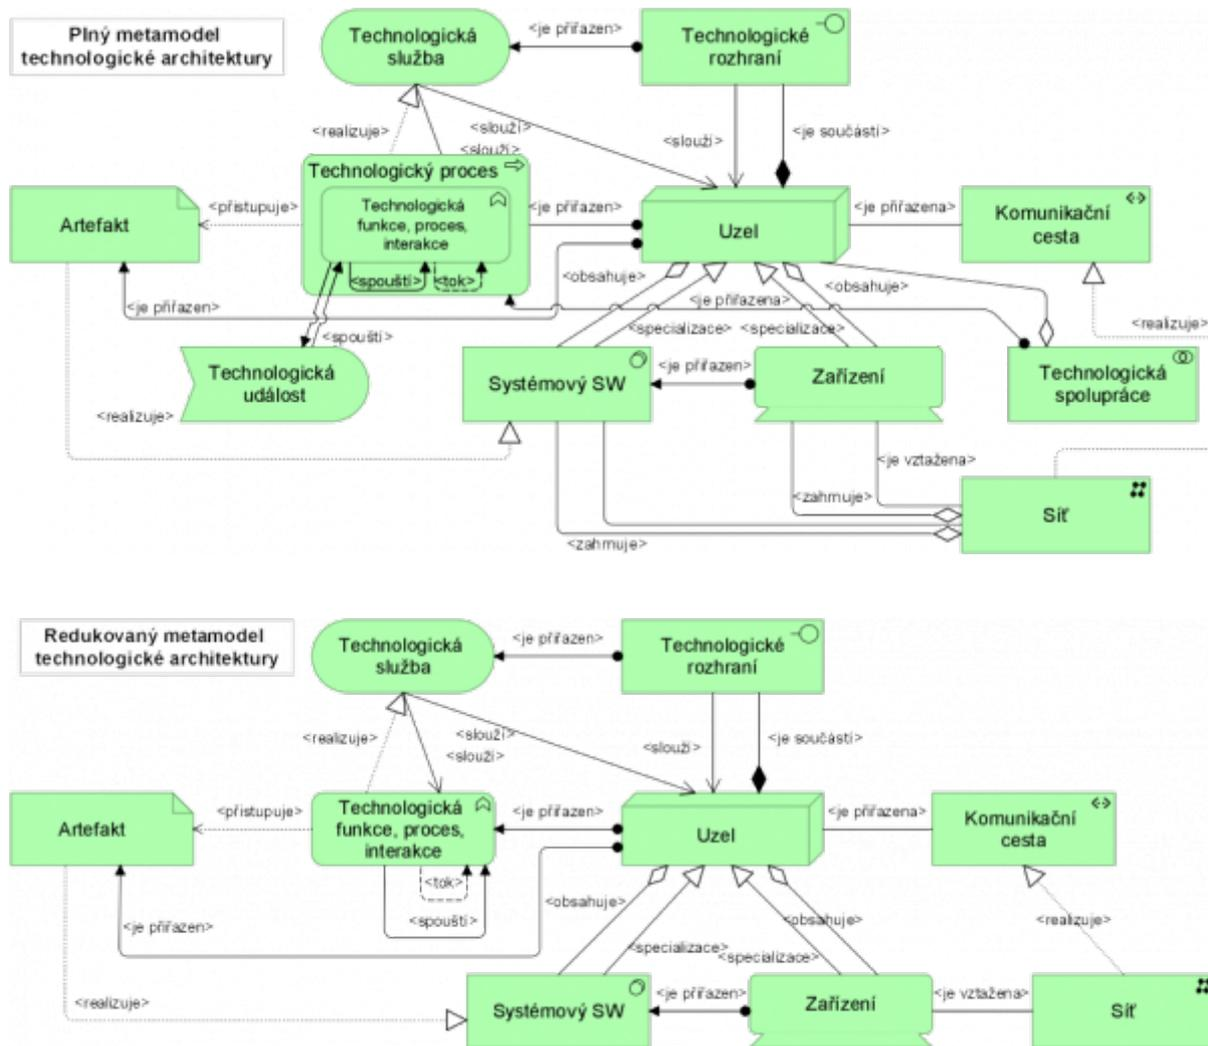 Plný metamodel
technologické architektury
Technologická
služba
<je přiřazen>
Technologické
rozhraní
<realizuje>
<slouží>
<slouží>
<slouží>
<je součástí>
Technologický proces
Technologická
funkce, proces,
interakce
<spouští>
<tok>
Artefakt
<přistupuje>
<je přiřazen>
Uzel
<je přiřazena>
Komunikační
cesta
<je přiřazen>
<obsahuje>
<obsahuje>
<je přiřazena>
<realizuje>
<spouští>
<specializace>
<specializace>
Technologická
událost
<realizuje>
Systémový SW
<je přiřazen>
Zařízení
Technologická
spolupráce
<je vztažena>
<zahrnuje>
Síť
<zahrnuje>
Redukovaný metamodel
technologické architektury
Technologická
služba
<je přiřazen>
Technologické
rozhraní
<realizuje>
<slouží>
<slouží>
<slouží>
<je součástí>
Artefakt
<přistupuje>
Technologická
funkce, proces,
interakce
<je přiřazen>
Uzel
<je přiřazena>
Komunikační
cesta
<tok>
<spouští>
<je přiřazen>
<obsahuje>
<obsahuje>
<realizuje>
<specializace>
<specializace>
<realizuje>
Systémový SW
<je přiřazen>
Zařízení
<je vztažena>
Síť